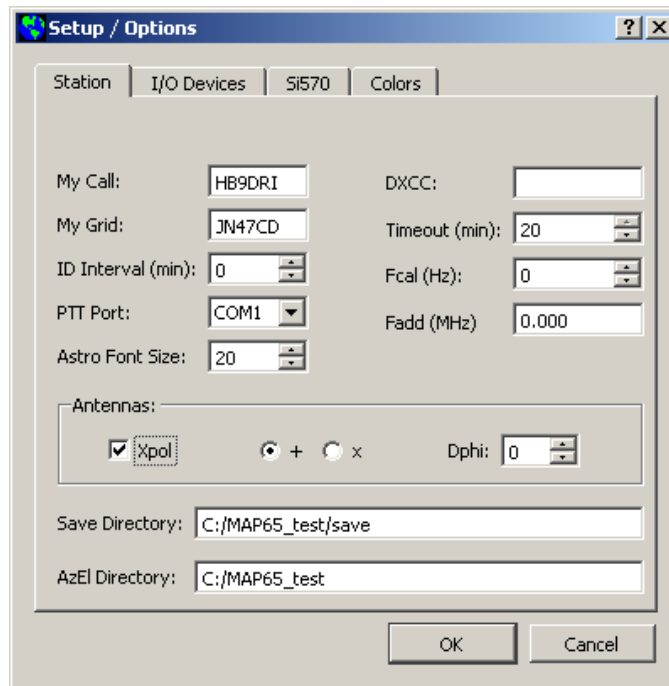 Setup / Options
Station I/O Devices Si570 Colors
My Call: HB9DRI DXCC:
My Grid: JN47CD Timeout (min): 20
ID Interval (min): 0 Fcal (Hz): 0
PTT Port: COM1 Fadd (MHz) 0.000
Astro Font Size: 20
Antennas:
Xpol + x Dphi: 0
Save Directory: C:/MAP65_test/save
AzEl Directory: C:/MAP65_test
OK Cancel